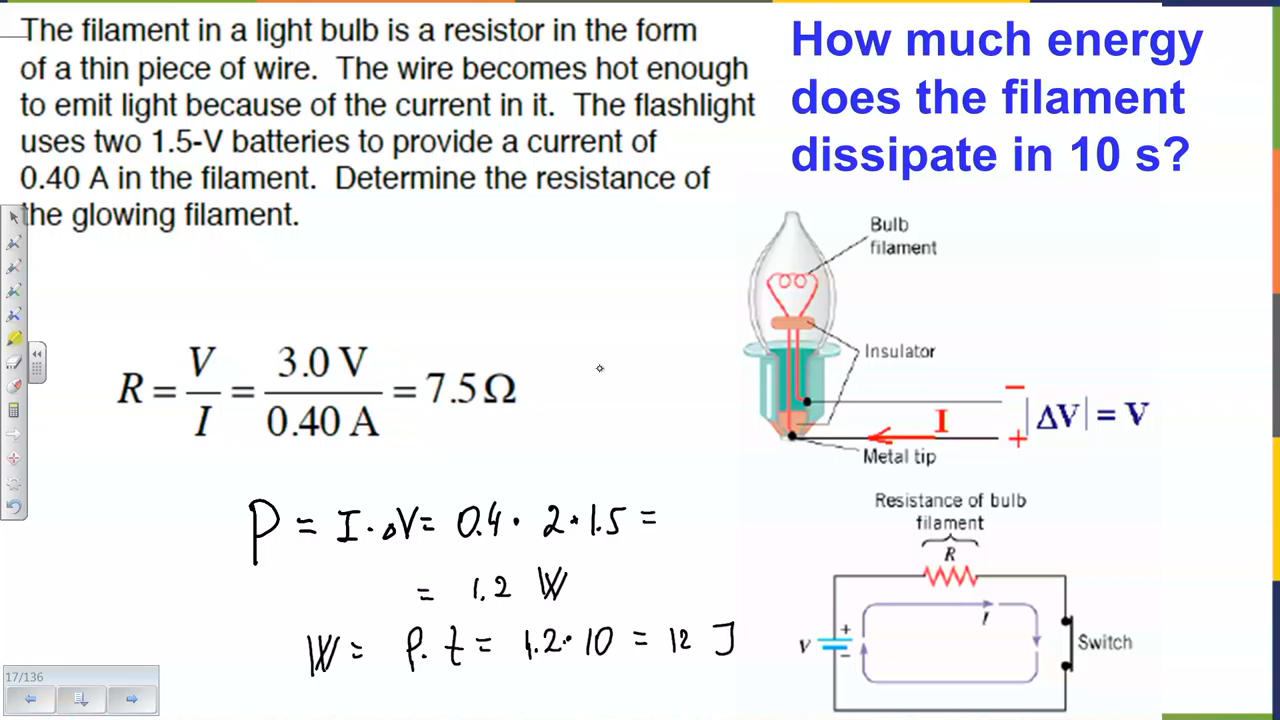 The filament in a light bulb is a resistor in the form
of a thin piece of wire. The wire becomes hot enough
to emit light because of the current in it. The flashlight
uses two 1.5-V batteries to provide a current of
0.40 A in the filament. Determine the resistance of
the glowing filament.
How much energy
does the filament
dissipate in 10 s?
R = V/I = 3.0 V/0.40 A = 7.5 Ω
P = I · ΔV = 0.4 · 2 · 1.5 =
= 1.2 W
W = P. t = 1.2 · 10 = 12 J
Bulb
filament
Insulator
−
I
|ΔV| = V
+
Metal tip
Resistance of bulb
filament
R
I
+
V
−
Switch
17/136